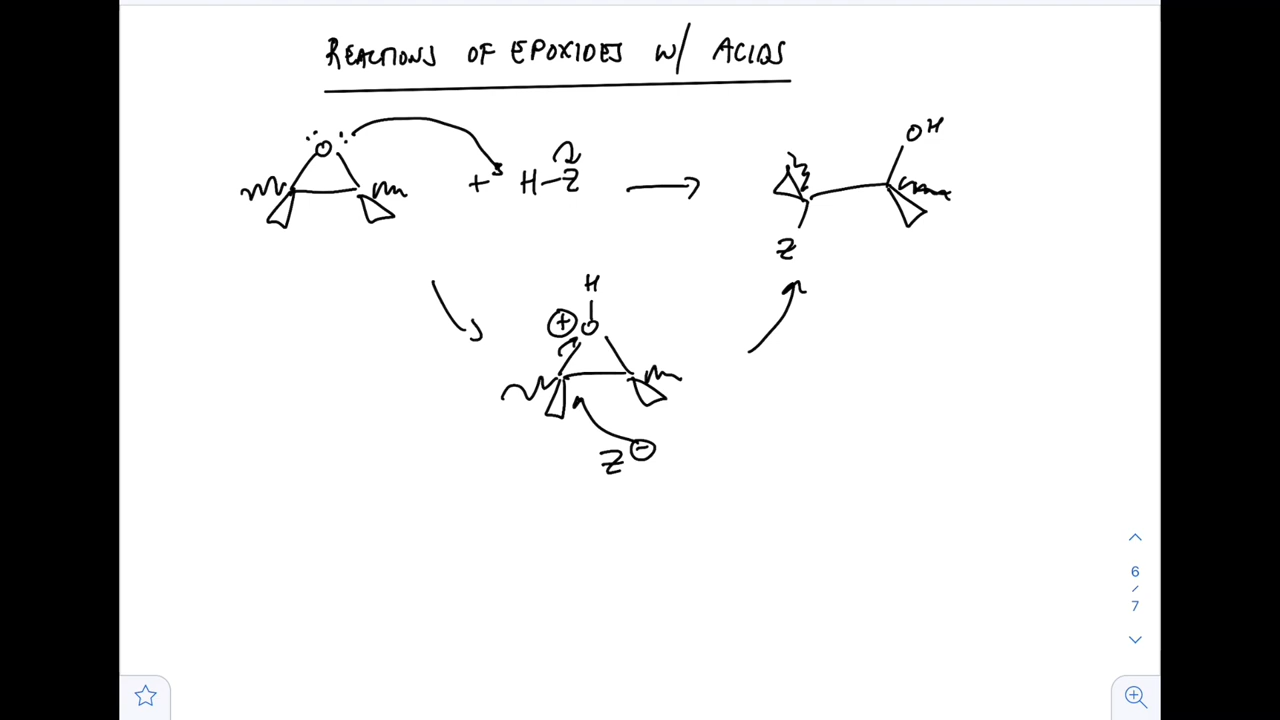 REACTIONS OF EPOXIDES W/ ACIDS
O + H-Z OH
Z
H
+ O
Z -
6
/
7